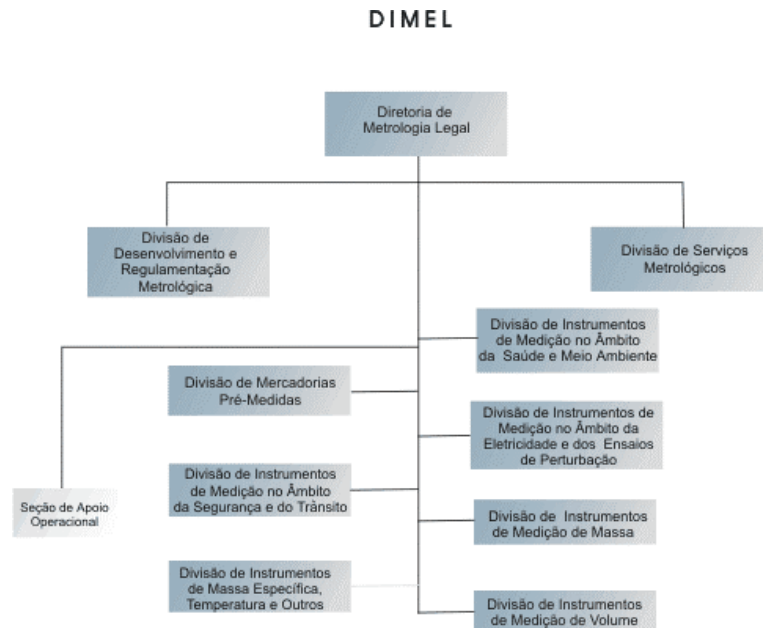 DIMEL
Diretoria de
Metrologia Legal
Divisão de
Desenvolvimento e
Regulamentação
Metrológica
Divisão de Serviços
Metrológicos
Divisão de Instrumentos
de Medição no Âmbito
da Saúde e Meio Ambiente
Divisão de Mercadorias
Pré-Medidas
Divisão de Instrumentos de
Medição no Âmbito da
Eletricidade e dos Ensaios
de Perturbação
Divisão de Instrumentos
de Medição no Âmbito
da Segurança e do Trânsito
Seção de Apoio
Operacional
Divisão de Instrumentos
de Medição de Massa
Divisão de Instrumentos
de Massa Específica,
Temperatura e Outros
Divisão de Instrumentos
de Medição de Volume